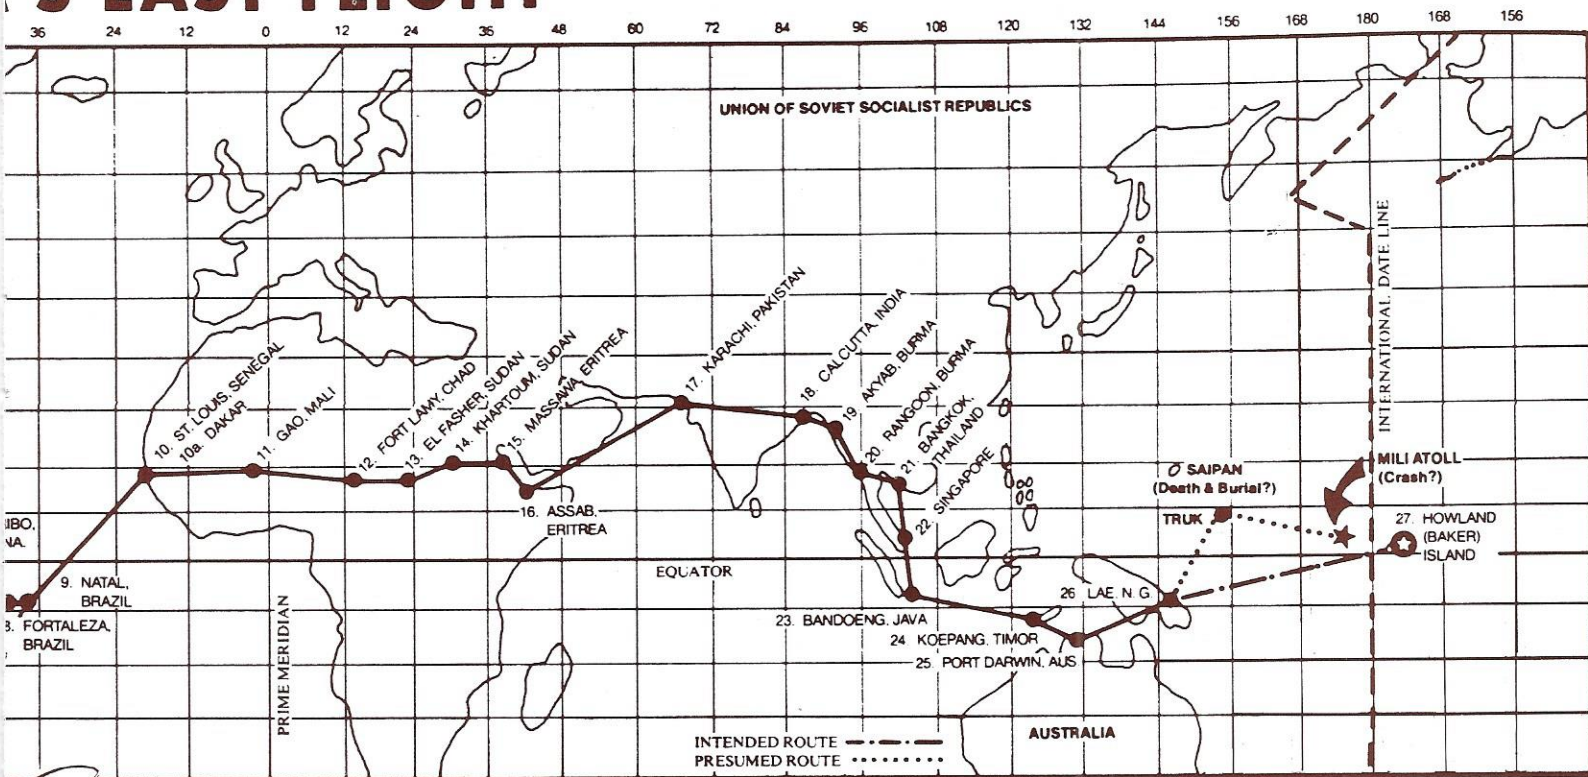 'S LAST FLIGHT
36 24 12 0 12 24 36 48 60 72 84 96 108 120 132 144 156 168 180 168 156
UNION OF SOVIET SOCIALIST REPUBLICS
INTERNATIONAL DATE LINE
10. ST. LOUIS, SENEGAL
10a. DAKAR
11. GAO, MALI
12. FORT LAMY, CHAD
13. EL FASHER, SUDAN
14. KHARTOUM, SUDAN
15. MASSAWA, ERITREA
16. ASSAB,
ERITREA
17. KARACHI, PAKISTAN
18. CALCUTTA, INDIA
19. AKYAB, BURMA
20. RANGOON, BURMA
21. BANGKOK,
THAILAND
22. SINGAPORE
SAIPAN
(Death & Burial?)
MILI ATOLL
(Crash?)
TRUK
27. HOWLAND
(BAKER)
ISLAND
IBO,
NA.
9. NATAL,
BRAZIL
8. FORTALEZA,
BRAZIL
PRIME MERIDIAN
EQUATOR
26. LAE, N.G.
23. BANDOENG, JAVA
24. KOEPANG, TIMOR
25. PORT DARWIN, AUS.
AUSTRALIA
INTENDED ROUTE
PRESUMED ROUTE